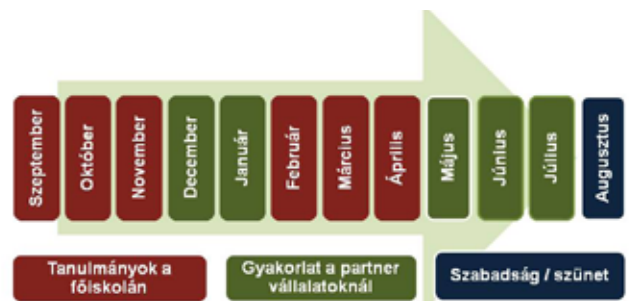 Szeptember
Október
November
December
Január
Február
Március
Április
Május
Június
Július
Augusztus
Tanulmányok a
főiskolán
Gyakorlat a partner
vállalatoknál
Szabadság / szünet